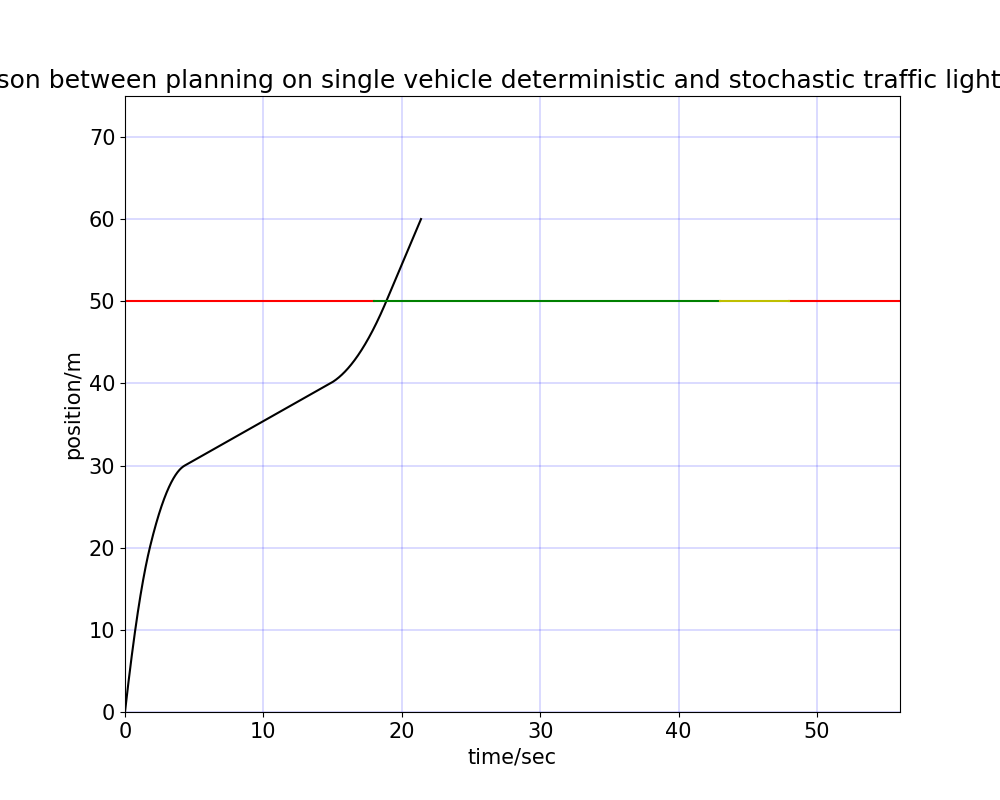 son between planning on single vehicle deterministic and stochastic traffic light
70
60
50
40
30
20
10
0
position/m
0 10 20 30 40 50
time/sec